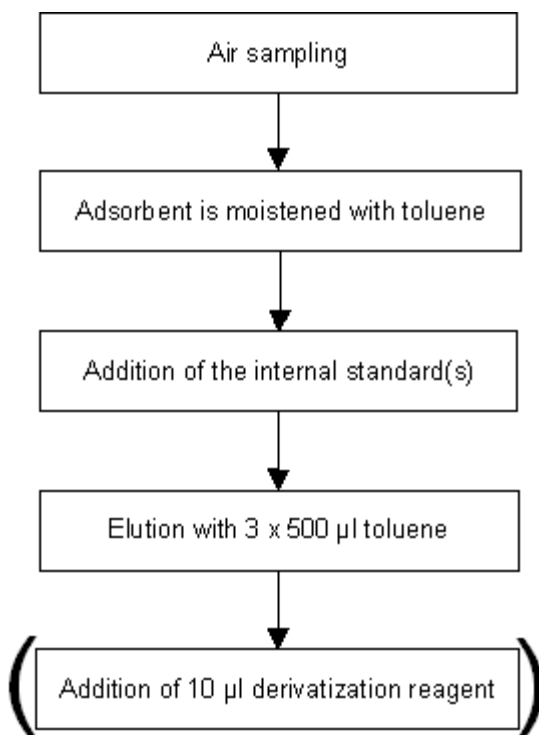 Air sampling
Adsorbent is moistened with toluene
Addition of the internal standard(s)
Elution with 3 x 500 µl toluene
(Addition of 10 µl derivatization reagent)